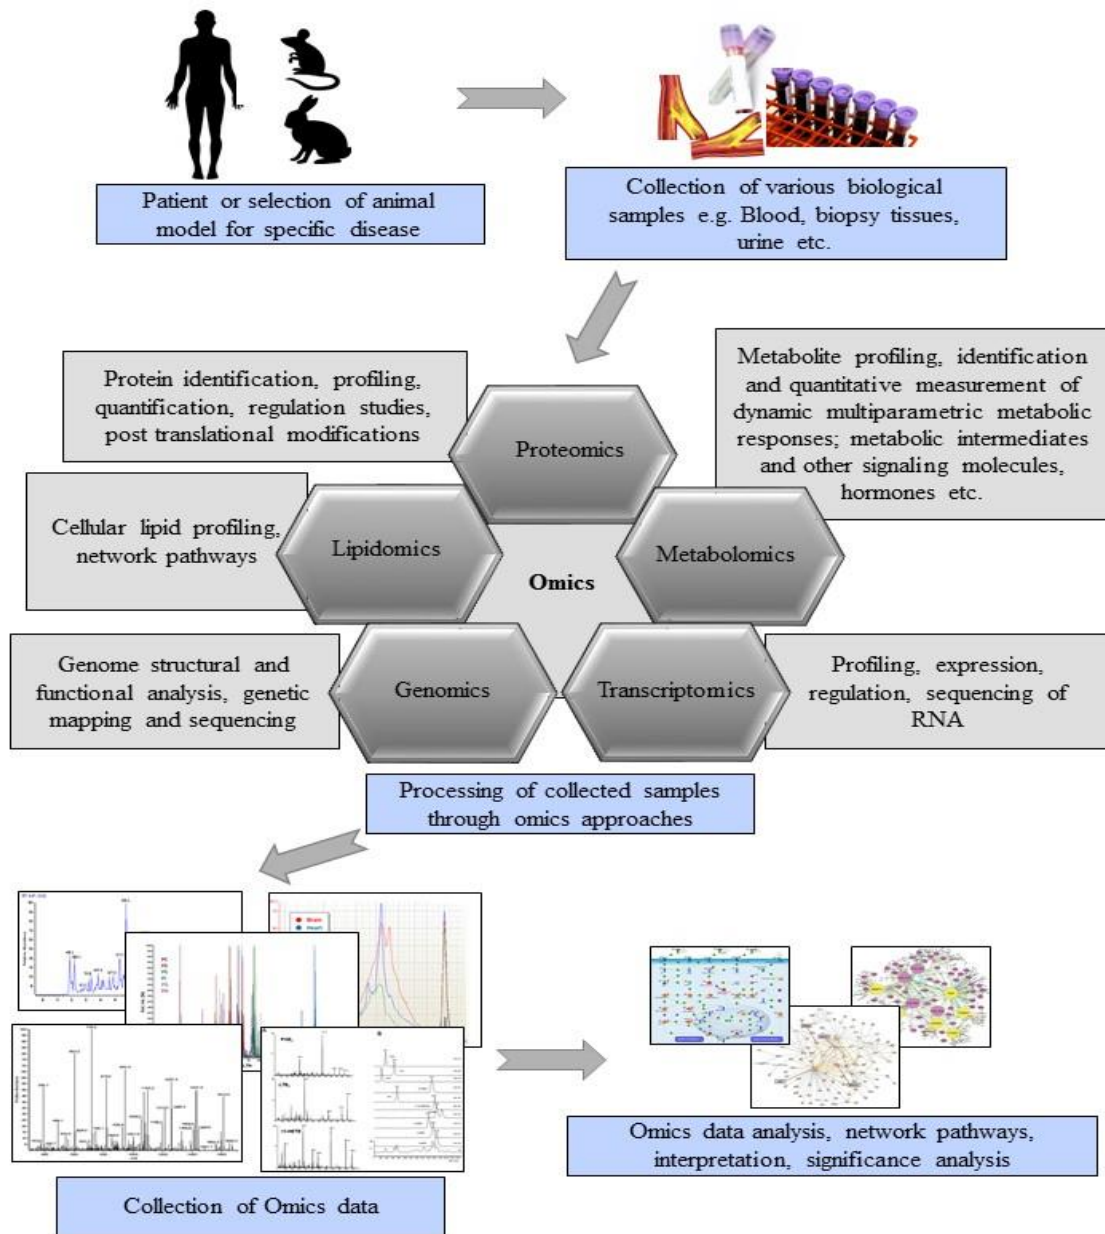 Patient or selection of animal
model for specific disease
Collection of various biological
samples e.g. Blood, biopsy tissues,
urine etc.
Protein identification, profiling,
quantification, regulation studies,
post translational modifications
Metabolite profiling, identification
and quantitative measurement of
dynamic multiparametric metabolic
responses; metabolic intermediates
and other signaling molecules,
hormones etc.
Proteomics
Cellular lipid profiling,
network pathways
Lipidomics
Metabolomics
Omics
Genome structural and
functional analysis, genetic
mapping and sequencing
Genomics
Transcriptomics
Profiling, expression,
regulation, sequencing of
RNA
Processing of collected samples
through omics approaches
Brain
Heart
Collection of Omics data
Omics data analysis, network pathways,
interpretation, significance analysis